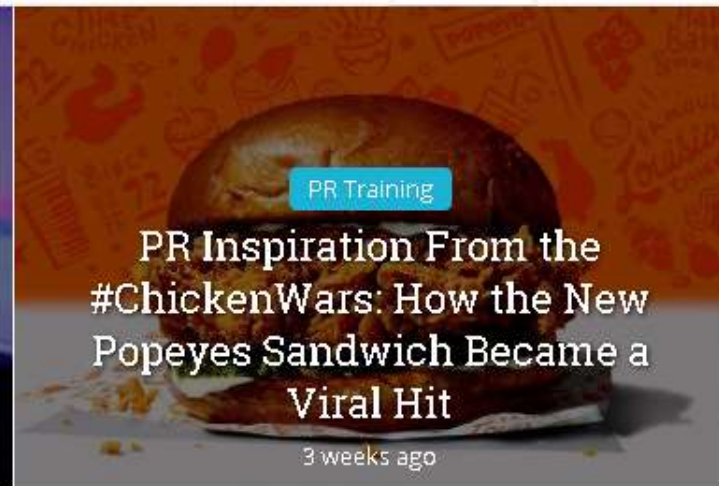 PR Training
PR Inspiration From the
#ChickenWars: How the New
Popeyes Sandwich Became a
Viral Hit
3 weeks ago